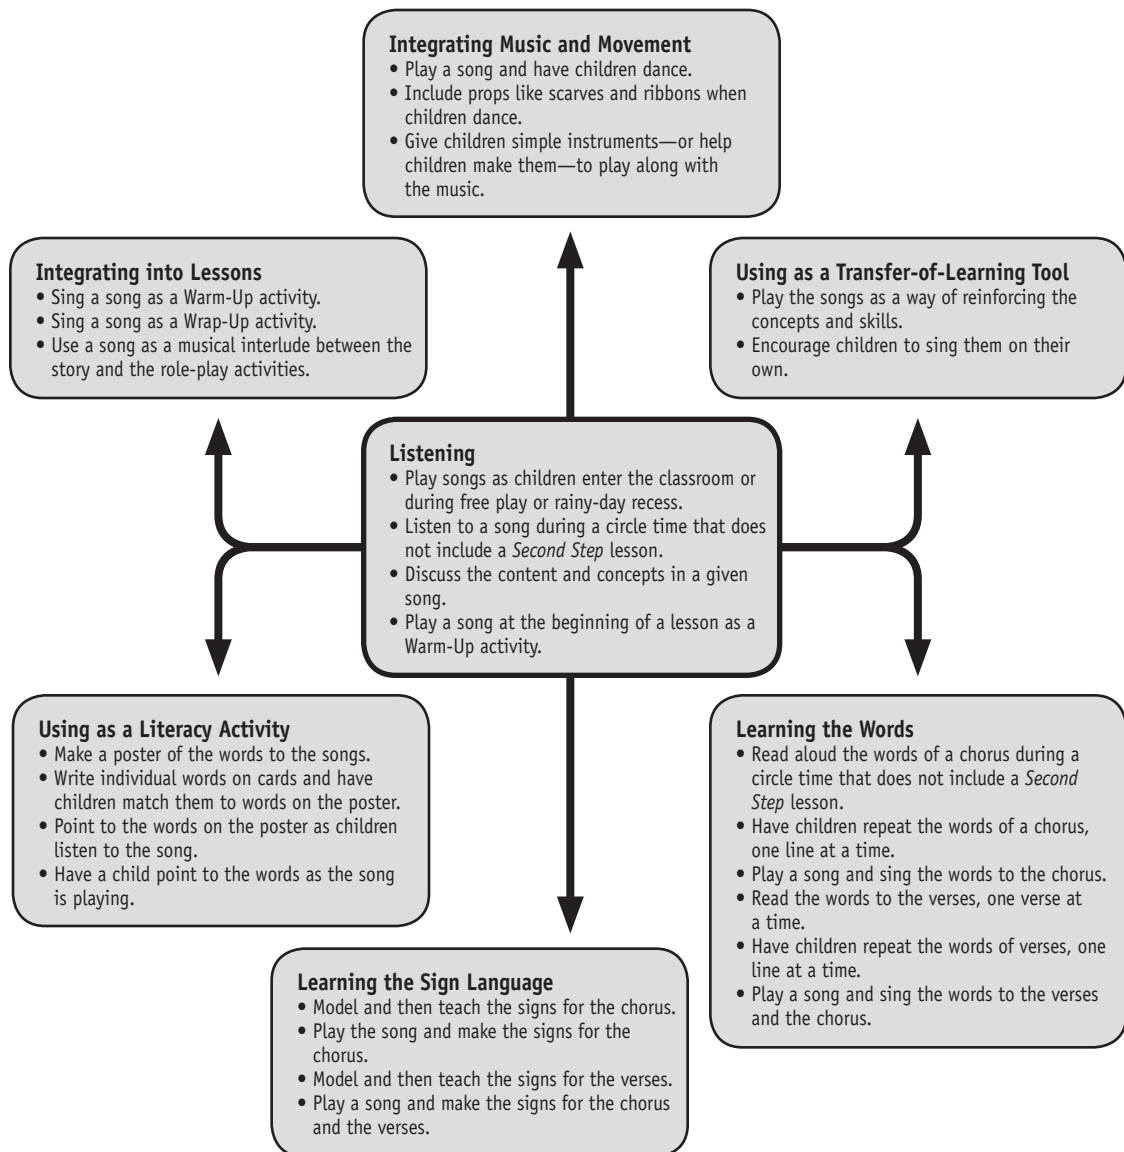 Integrating Music and Movement
• Play a song and have children dance.
• Include props like scarves and ribbons when
children dance.
• Give children simple instruments—or help
children make them—to play along with
the music.
Integrating into Lessons
• Sing a song as a Warm-Up activity.
• Sing a song as a Wrap-Up activity.
• Use a song as a musical interlude between the
story and the role-play activities.
Using as a Transfer-of-Learning Tool
• Play the songs as a way of reinforcing the
concepts and skills.
• Encourage children to sing them on their
own.
Listening
• Play songs as children enter the classroom or
during free play or rainy-day recess.
• Listen to a song during a circle time that does
not include a Second Step lesson.
• Discuss the content and concepts in a given
song.
• Play a song at the beginning of a lesson as a
Warm-Up activity.
Using as a Literacy Activity
• Make a poster of the words to the songs.
• Write individual words on cards and have
children match them to words on the poster.
• Point to the words on the poster as children
listen to the song.
• Have a child point to the words as the song
is playing.
Learning the Words
• Read aloud the words of a chorus during a
circle time that does not include a Second
Step lesson.
• Have children repeat the words of a chorus,
one line at a time.
• Play a song and sing the words to the chorus.
• Read the words to the verses, one verse at
a time.
• Have children repeat the words of verses, one
line at a time.
• Play a song and sing the words to the verses
and the chorus.
Learning the Sign Language
• Model and then teach the signs for the chorus.
• Play the song and make the signs for the
chorus.
• Model and then teach the signs for the verses.
• Play a song and make the signs for the chorus
and the verses.